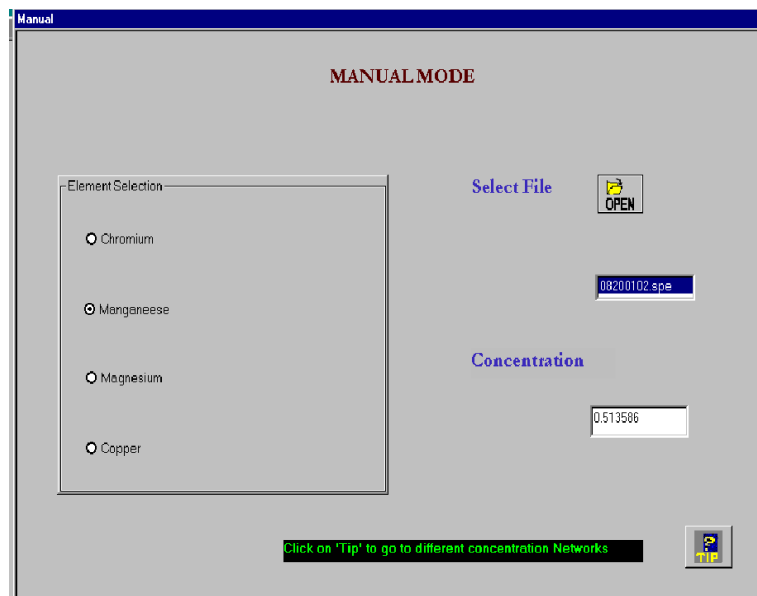 Manual
MANUAL MODE
Element Selection
Chromium
Manganeese
Magnesium
Copper
Select File
OPEN
08200102.spe
Concentration
0.513586
Click on 'Tip' to go to different concentration Networks
?
TIP